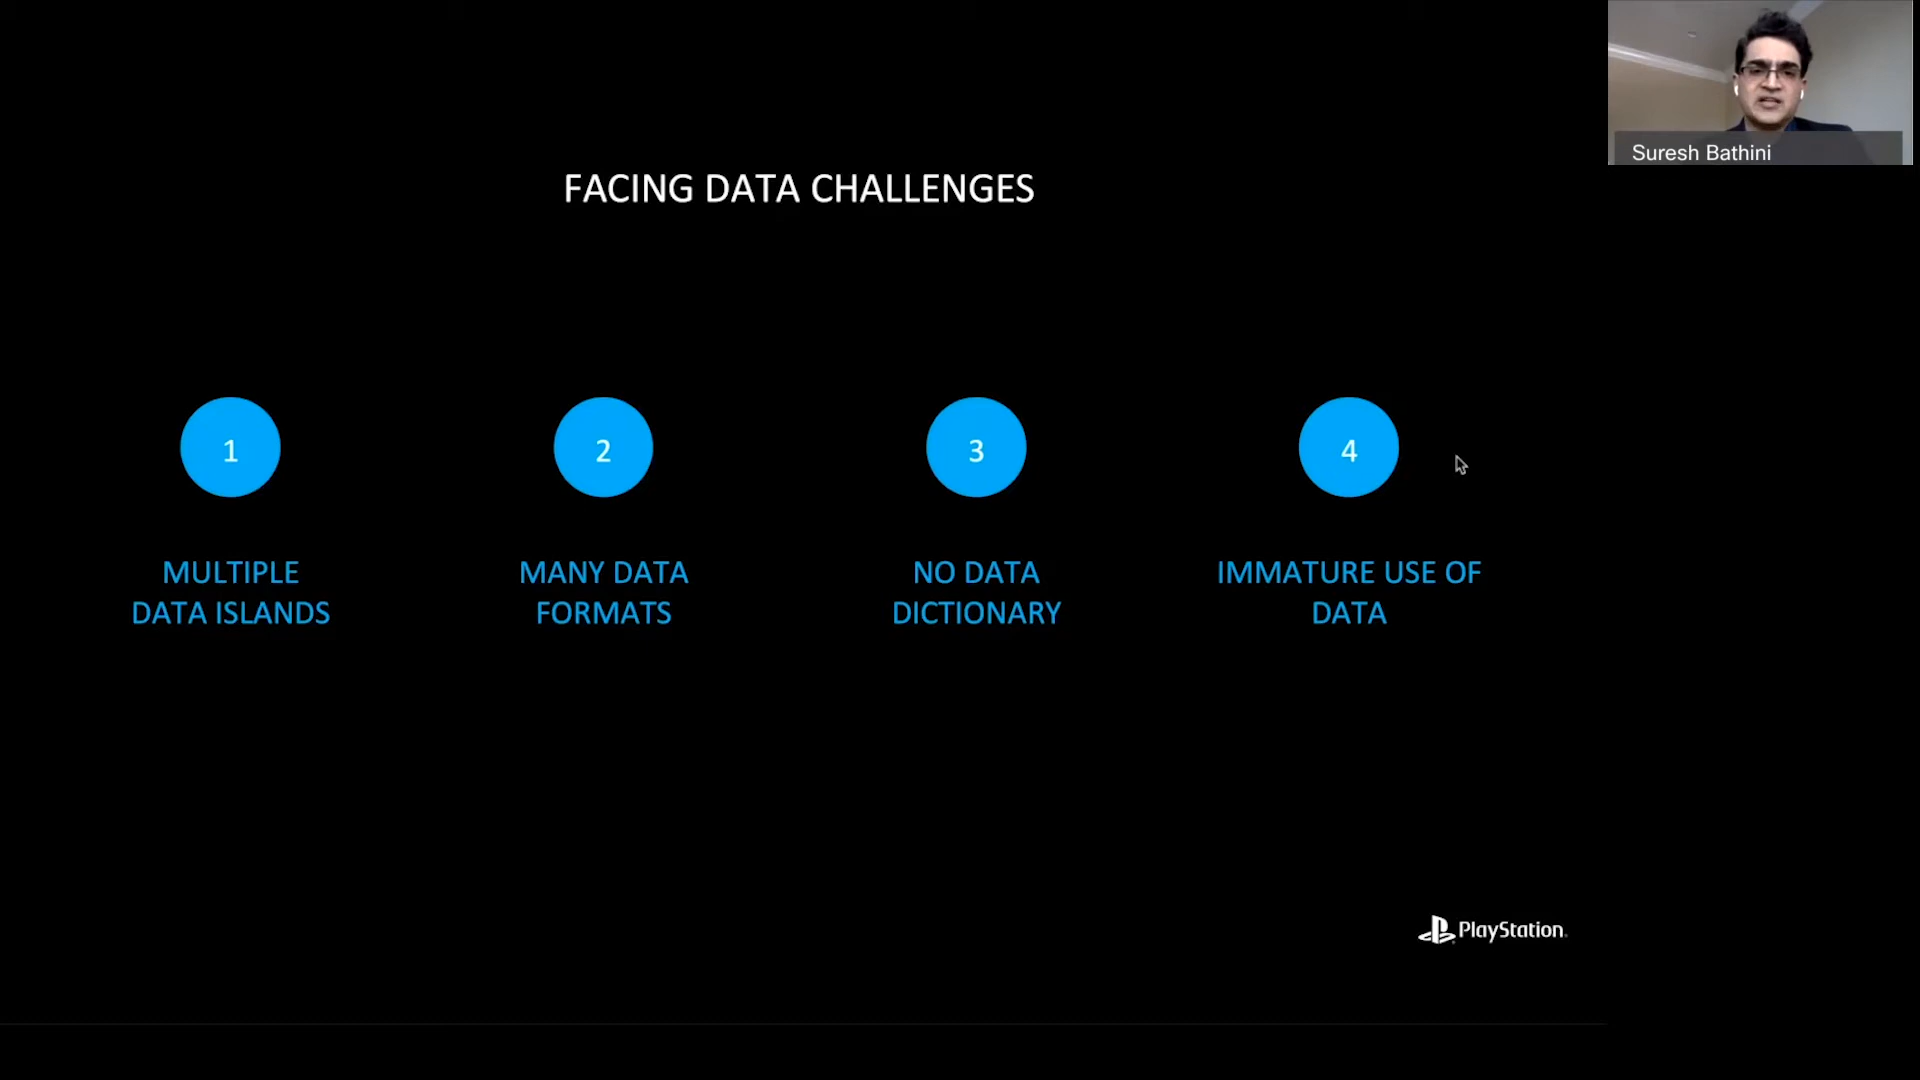 Suresh Bathini
FACING DATA CHALLENGES
1
2
3
4
MULTIPLE
DATA ISLANDS
MANY DATA
FORMATS
NO DATA
DICTIONARY
IMMATURE USE OF
DATA
PlayStation